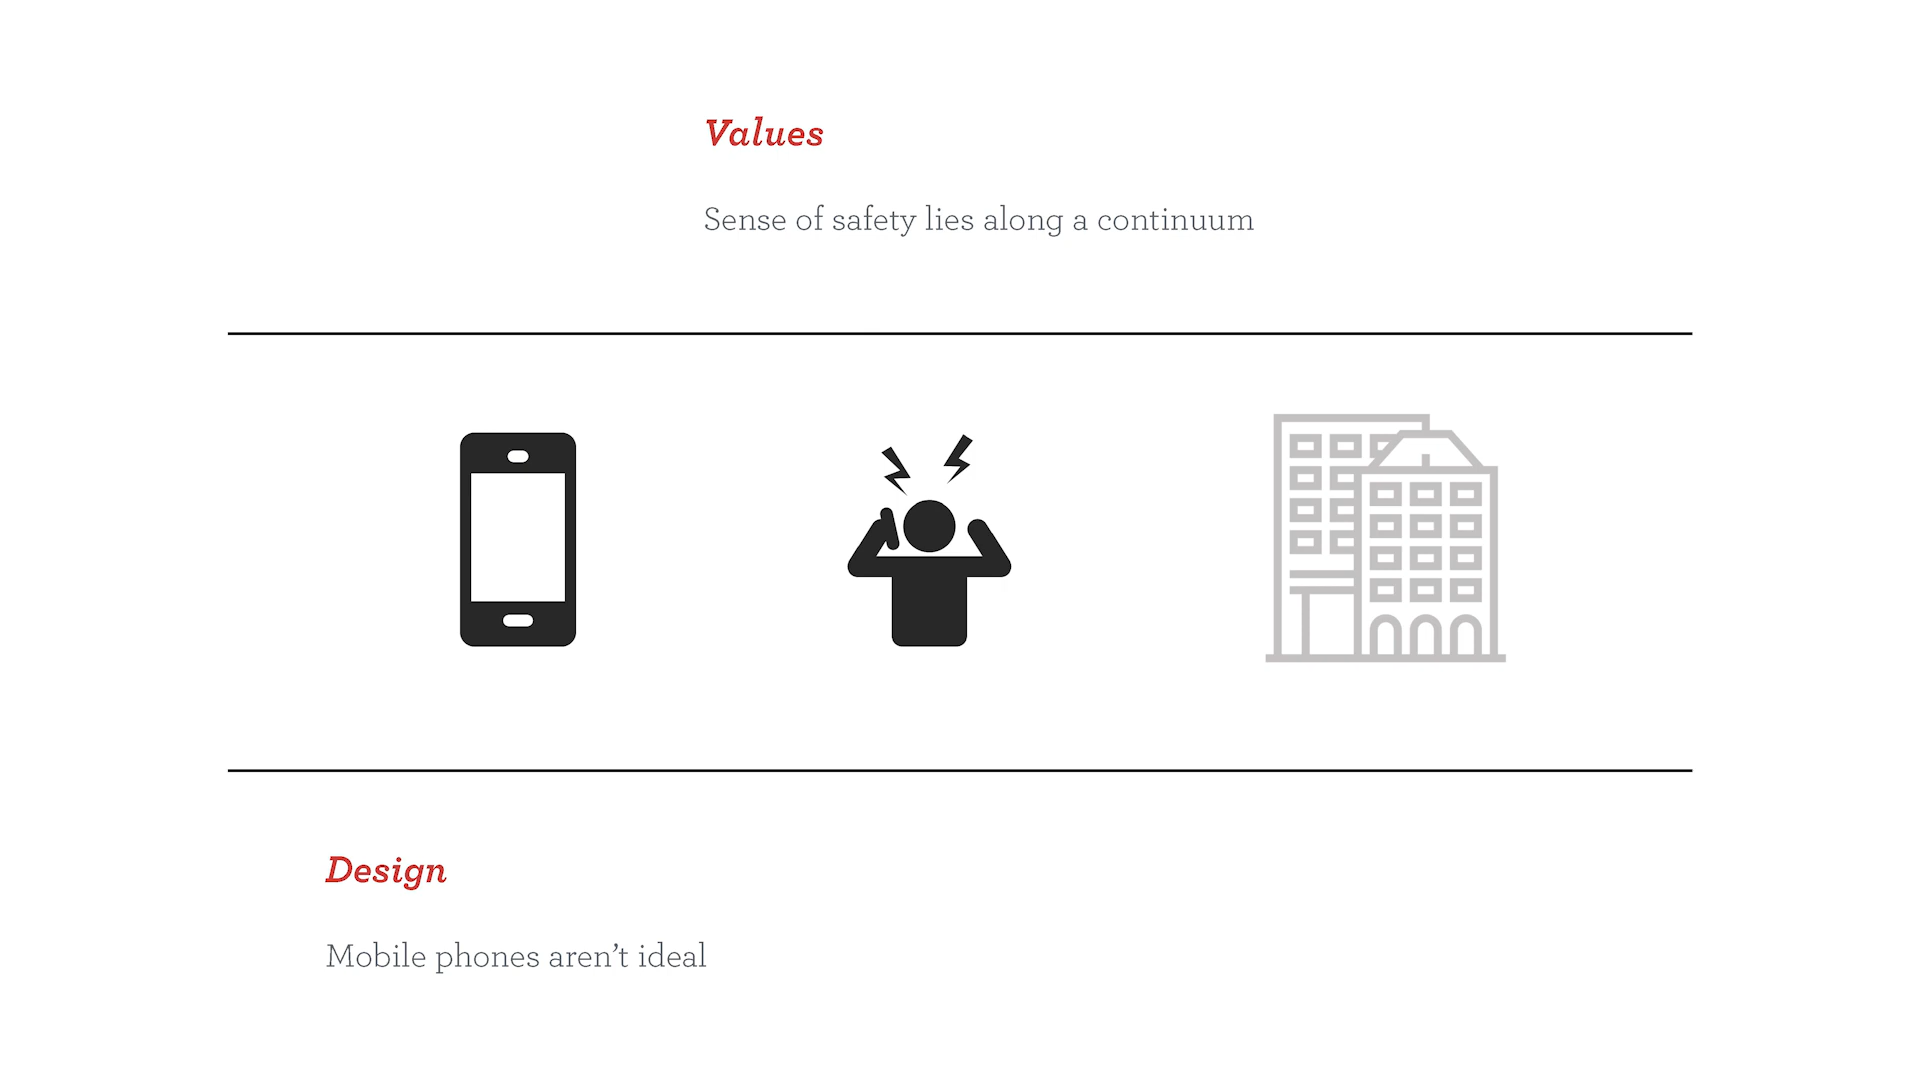 Values
Sense of safety lies along a continuum
Design
Mobile phones aren’t ideal